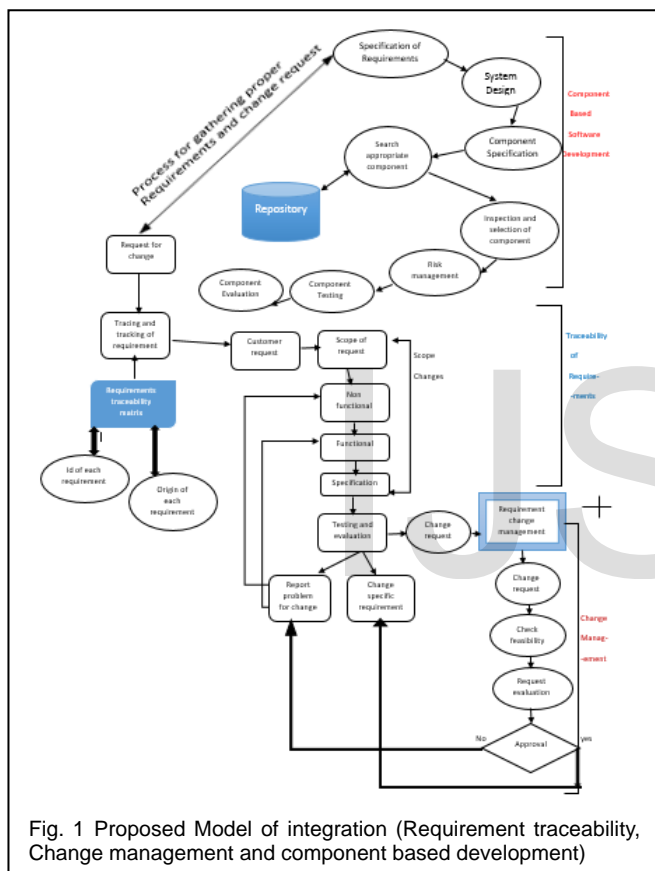 Specification of
Requirements
System
Design
Component
Based
Software
Development
Process for gathering proper
Requirements and change request
Search
appropriate
component
Component
Specification
Repository
Inspection and
selection of
component
Request for
change
Risk
management
Component
Evaluation
Component
Testing
Tracing and
tracking of
requirement
Customer
request
Scope of
request
Scope
Changes
Traceability
of
Require-
-ments
Requirements
traceability
matrix
Non
functional
Functional
Id of each
requirement
Origin of
each
requirement
Specification
Testing and
evaluation
Change
request
Requirement
change
management
Report
problem
for change
Change
specific
requirement
Change
request
Check
feasibility
Change
Manag-
-ement
Request
evaluation
No
Approval
yes
IJS
Fig. 1 Proposed Model of integration (Requirement traceability,
Change management and component based development)